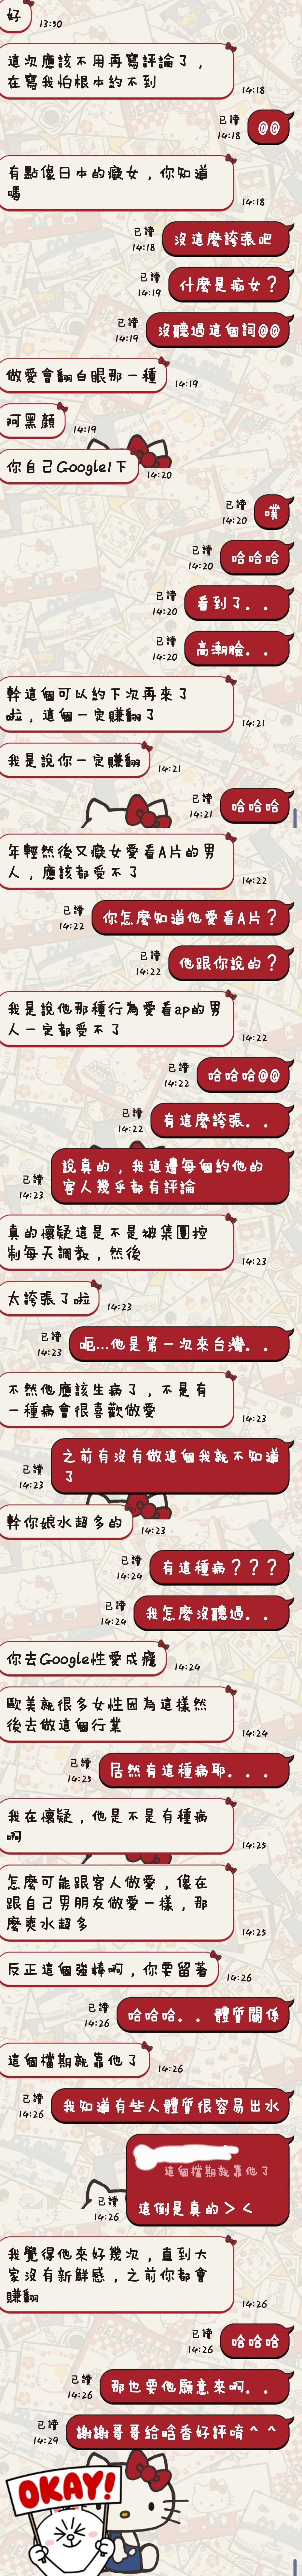 好
13:50
這次應該不用再寫評論了，
在寫我怕根本約不到
14:18
已讀
14:18
@@
有點像日本的癡女，你知道
嗎
14:18
已讀
14:18
沒這麼誇張吧
已讀
14:19
什麼是痴女？
已讀
14:19
沒聽過這個詞@@
做愛會翻白眼那一種
14:19
阿黑顏
14:19
你自己Google1下
14:20
已讀
14:20
噗
已讀
14:20
哈哈哈
已讀
14:20
看到了．．
已讀
14:20
高潮臉．．
幹這個可以約下次再來了
啦，這個一定賺翻了
14:21
我是說你一定賺翻
14:21
已讀
14:21
哈哈哈
年輕然後又癡女愛看A片的男
人，應該都受不了
14:22
已讀
14:22
你怎麼知道他愛看A片？
已讀
14:22
他跟你說的？
我是說他那種行為愛看ap的男
人一定都受不了
14:22
已讀
14:22
哈哈哈@@
已讀
14:22
有這麼誇張．．
已讀
14:23
說真的，我這邊每個約他的
客人幾乎都有評論
真的懷疑這是不是被集團控
制每天調教，然後
14:23
太誇張了啦
14:23
已讀
14:23
呃...他是第一次來台灣．．
不然他應該生病了，不是有
一種病會很喜歡做愛
14:23
已讀
14:23
之前有沒有做這個我就不知道
了
幹你娘水超多的
14:23
已讀
14:24
有這種病？？？
已讀
14:24
我怎麼沒聽過．．
你去Google性愛成癮
14:24
歐美就很多女性因為這樣然
後去做這個行業
14:24
已讀
14:25
居然有這種病耶．．．
我在懷疑，他是不是有種病
啊
14:25
怎麼可能跟客人做愛，像在
跟自己男朋友做愛一樣，那
麼爽水超多
14:25
反正這個強棒啊，你要留著
14:26
已讀
14:26
哈哈哈．．體質關係
這個檔期就靠他了
14:26
已讀
14:26
我知道有些人體質很容易出水
這個檔期就靠他了
已讀
14:26
這倒是真的＞＜
我覺得他來好幾次，直到大
家沒有新鮮感，之前你都會
賺翻
14:26
已讀
14:26
哈哈哈
已讀
14:26
那也要他願意來啊．．
已讀
14:29
謝謝哥哥給晗香好評唷^^
OKAY!